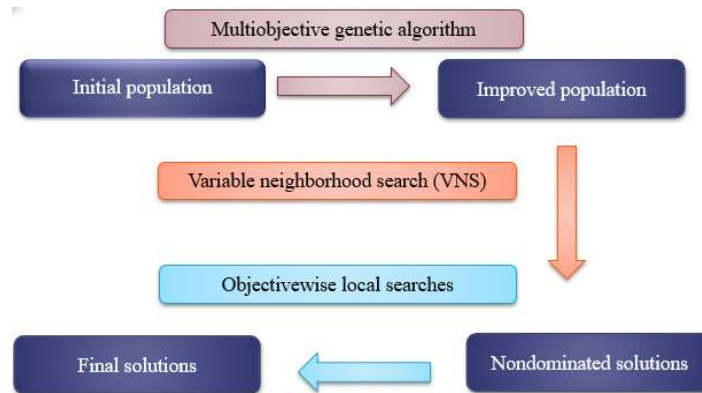 Multiobjective genetic algorithm
Initial population
Improved population
Variable neighborhood search (VNS)
Objectivewise local searches
Final solutions
Nondominated solutions